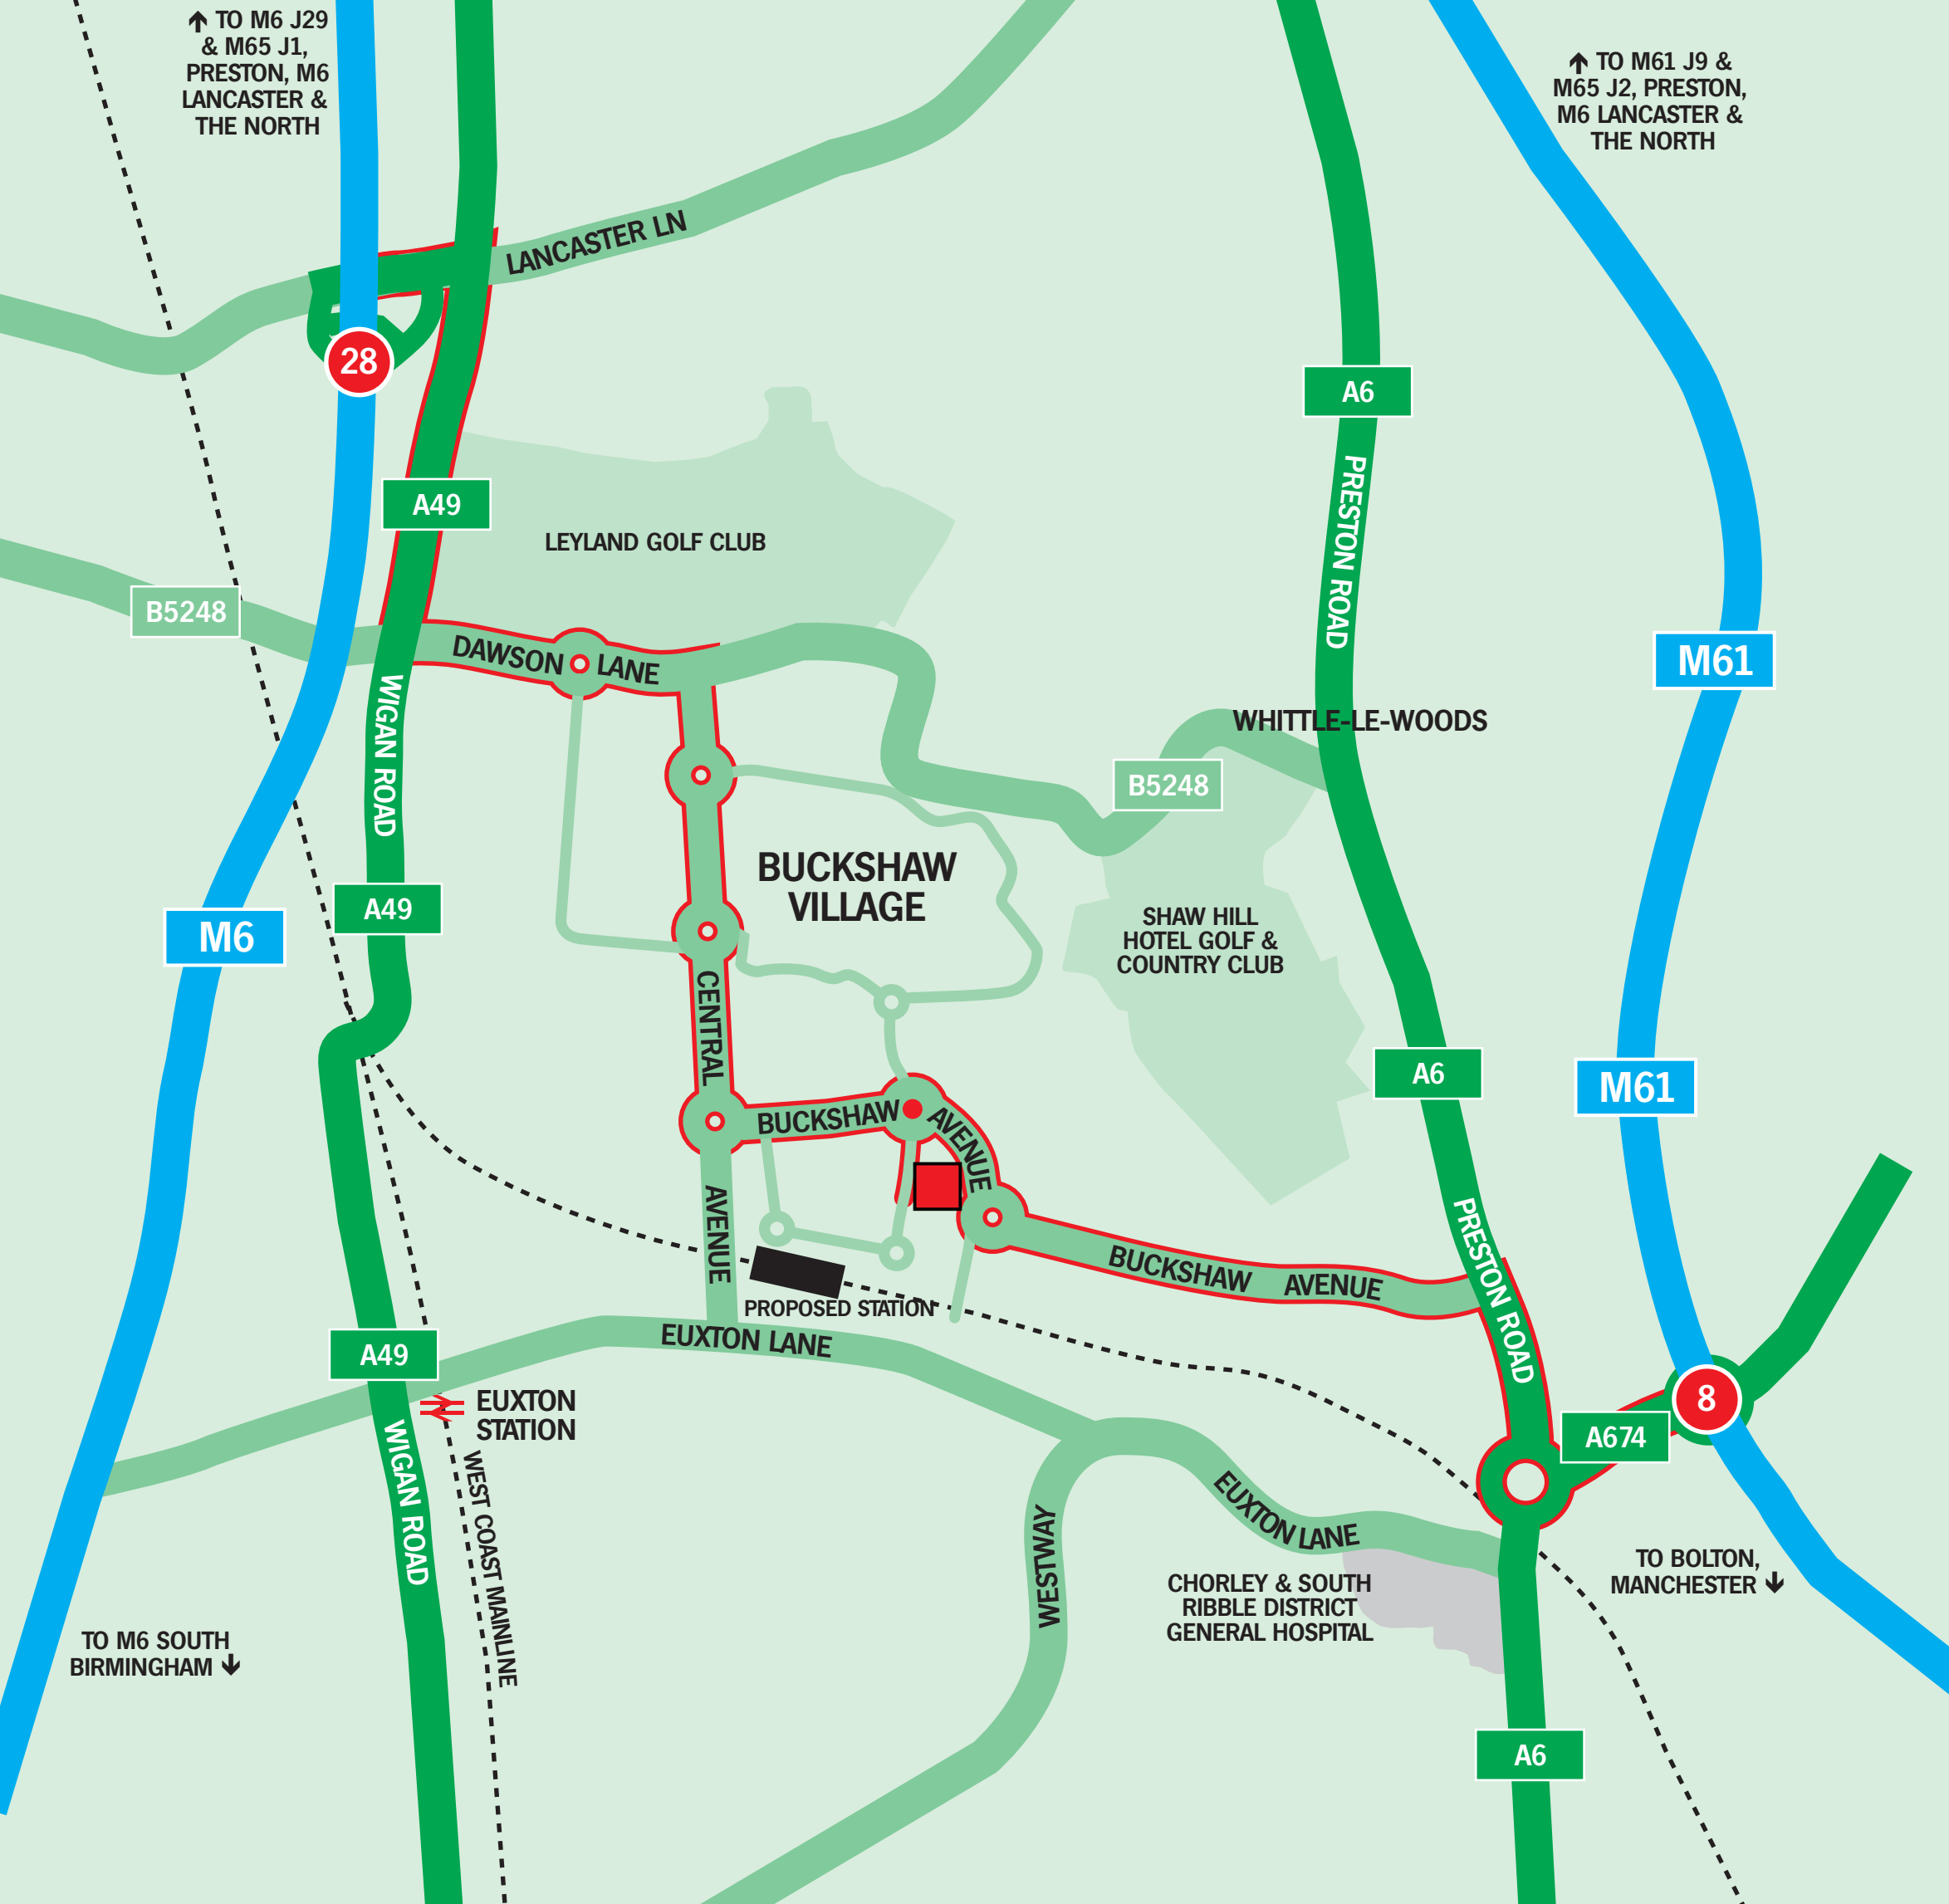 ↑ TO M6 J29
& M65 J1,
PRESTON, M6
LANCASTER &
THE NORTH
↑ TO M61 J9 &
M65 J2, PRESTON,
M6 LANCASTER &
THE NORTH
LANCASTER LN
28
A6
A49
PRESTON ROAD
LEYLAND GOLF CLUB
B5248
DAWSON LANE
M61
WIGAN ROAD
WHITTLE-LE-WOODS
B5248
BUCKSHAW
VILLAGE
A49
M6
SHAW HILL
HOTEL GOLF &
COUNTRY CLUB
CENTRAL
AVENUE
A6
M61
BUCKSHAW
AVENUE
PRESTON ROAD
BUCKSHAW AVENUE
PROPOSED STATION
EUXTON LANE
A49
EUXTON
STATION
8
A674
WIGAN ROAD
WEST COAST MAINLINE
EUXTON LANE
WESTWAY
CHORLEY & SOUTH
RIBBLE DISTRICT
GENERAL HOSPITAL
TO BOLTON,
MANCHESTER ↓
TO M6 SOUTH
BIRMINGHAM ↓
A6